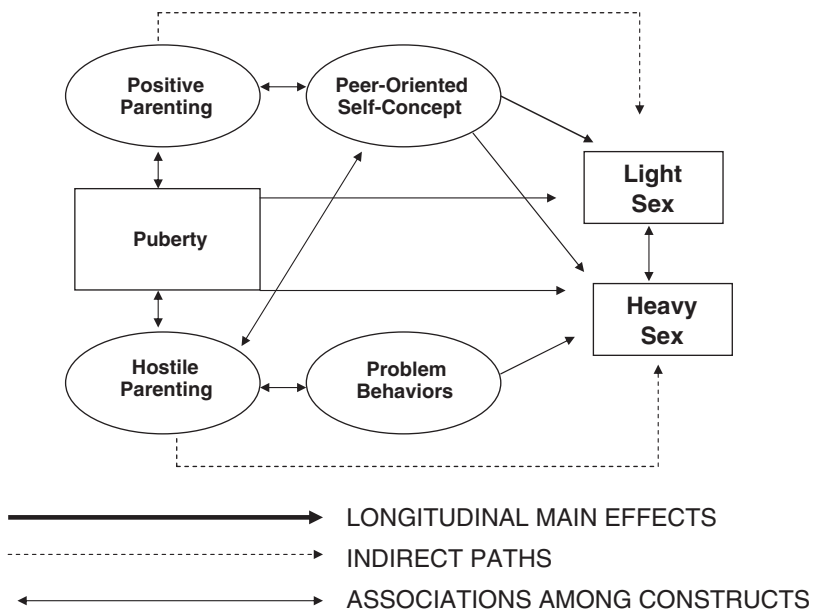 Positive
Parenting
Peer-Oriented
Self-Concept
Light
Sex
Puberty
Heavy
Sex
Hostile
Parenting
Problem
Behaviors
LONGITUDINAL MAIN EFFECTS
INDIRECT PATHS
ASSOCIATIONS AMONG CONSTRUCTS